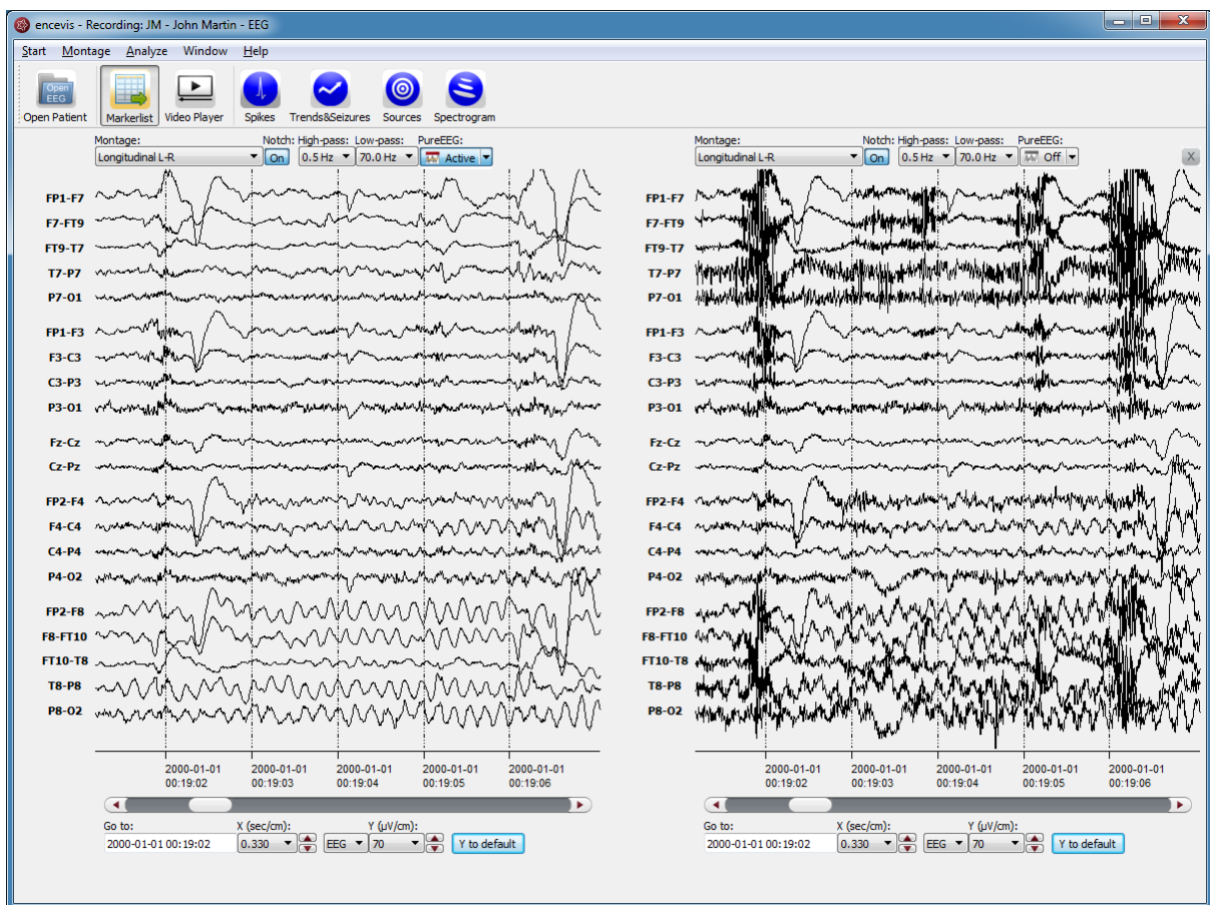 encevis - Recording: JM - John Martin - EEG
Start Montage Analyze Window Help
Open EEG
Open Patient Markerlist Video Player Spikes Trends&Seizures Sources Spectrogram
Montage: Notch: High-pass: Low-pass: PureEEG:
Longitudinal L-R On 0.5 Hz 70.0 Hz Active
FP1-F7
F7-FT9
FT9-T7
T7-P7
P7-O1
FP1-F3
F3-C3
C3-P3
P3-O1
Fz-Cz
Cz-Pz
FP2-F4
F4-C4
C4-P4
P4-O2
FP2-F8
F8-FT10
FT10-T8
T8-P8
P8-O2
2000-01-01 2000-01-01 2000-01-01 2000-01-01 2000-01-01
00:19:02 00:19:03 00:19:04 00:19:05 00:19:06
Go to: X (sec/cm): Y (µV/cm):
2000-01-01 00:19:02 0.330 EEG 70 Y to default
Montage: Notch: High-pass: Low-pass: PureEEG:
Longitudinal L-R On 0.5 Hz 70.0 Hz Off X
FP1-F7
F7-FT9
FT9-T7
T7-P7
P7-O1
FP1-F3
F3-C3
C3-P3
P3-O1
Fz-Cz
Cz-Pz
FP2-F4
F4-C4
C4-P4
P4-O2
FP2-F8
F8-FT10
FT10-T8
T8-P8
P8-O2
2000-01-01 2000-01-01 2000-01-01 2000-01-01 2000-01-01
00:19:02 00:19:03 00:19:04 00:19:05 00:19:06
Go to: X (sec/cm): Y (µV/cm):
2000-01-01 00:19:02 0.330 EEG 70 Y to default